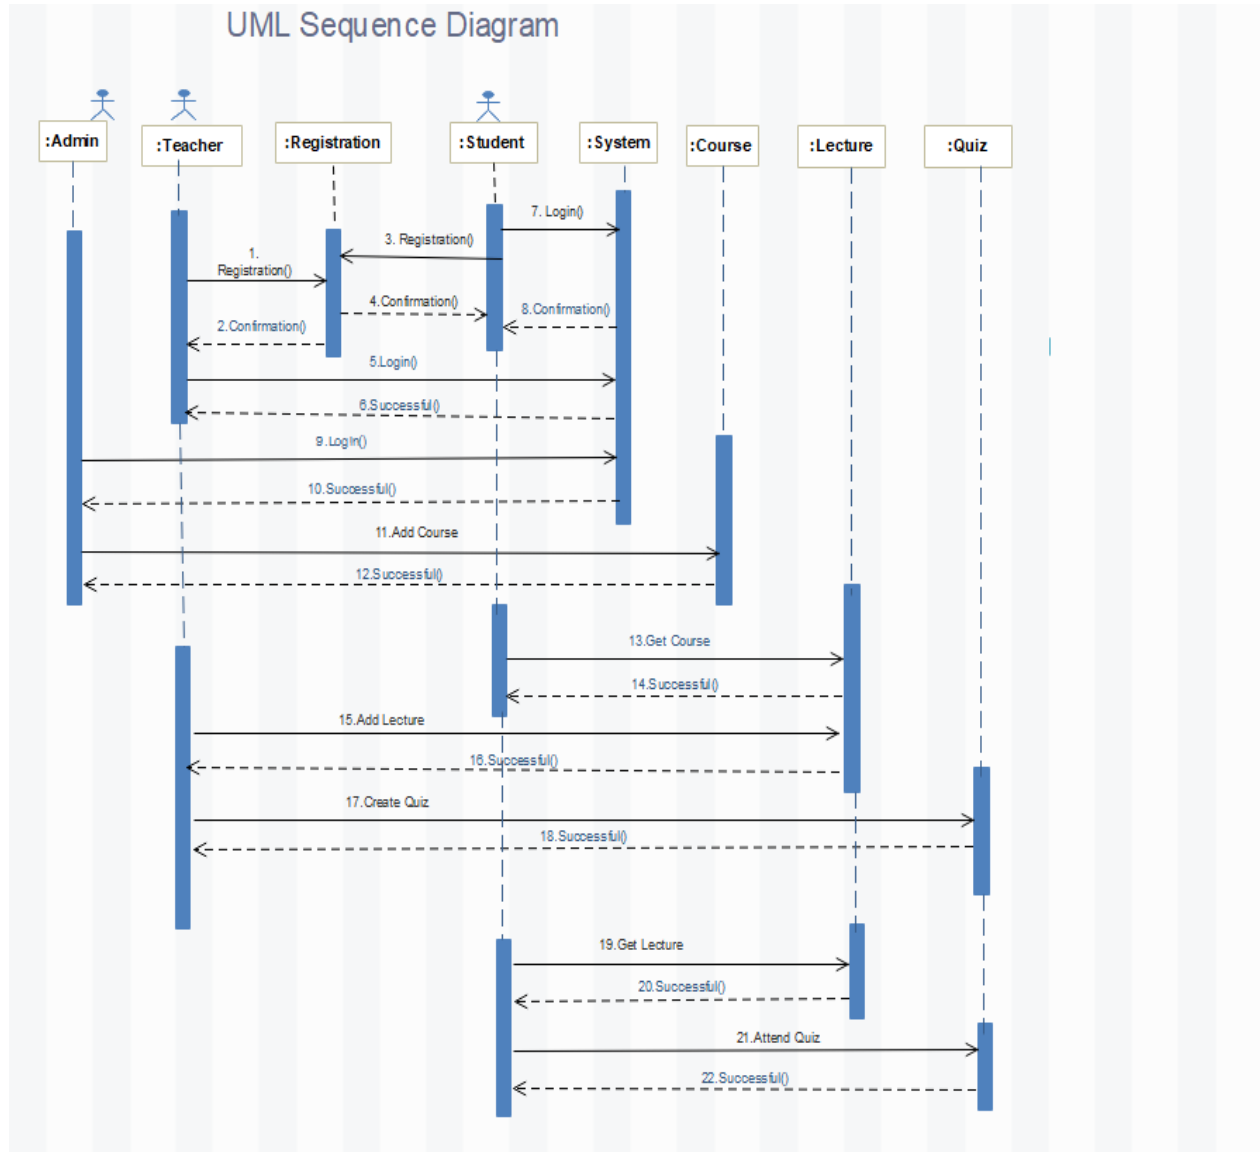 UML Sequence Diagram
:Admin
:Teacher
:Registration
:Student
:System
:Course
:Lecture
:Quiz
7. Login()
3. Registration()
1.
Registration()
4.Confirmation()
8.Confirmation()
2.Confirmation()
5.Login()
6.Successful()
9.Login()
10.Successful()
11.Add Course
12.Successful()
13.Get Course
14.Successful()
15.Add Lecture
16.Successful()
17.Create Quiz
18.Successful()
19.Get Lecture
20.Successful()
21.Attend Quiz
22.Successful()